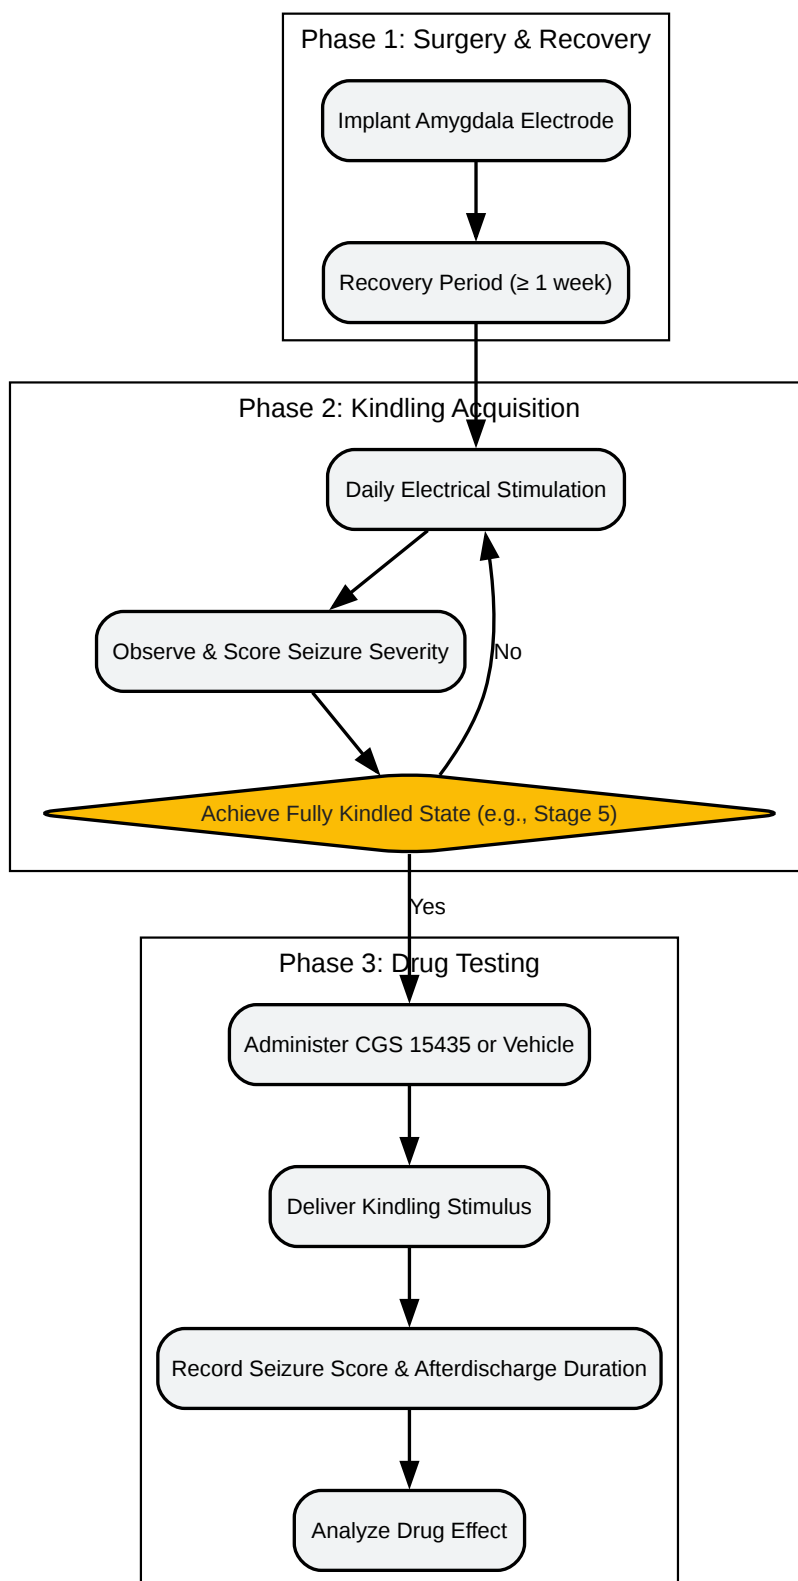 Phase 1: Surgery & Recovery
Implant Amygdala Electrode
Recovery Period (≥ 1 week)
Phase 2: Kindling Acquisition
Daily Electrical Stimulation
Observe & Score Seizure Severity
No
Achieve Fully Kindled State (e.g., Stage 5)
Yes
Phase 3: Drug Testing
Administer CGS 15435 or Vehicle
Deliver Kindling Stimulus
Record Seizure Score & Afterdischarge Duration
Analyze Drug Effect